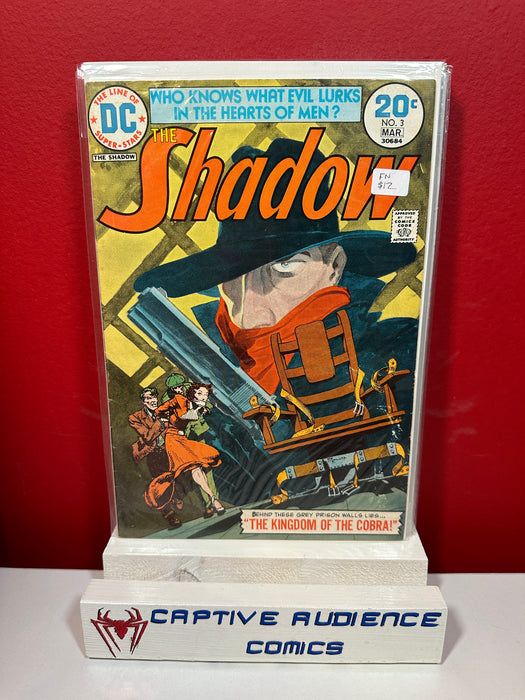 THE LINE OF
DC
SUPER-STARS
THE SHADOW
WHO KNOWS WHAT EVIL LURKS
IN THE HEARTS OF MEN?
20¢
NO. 3
MAR.
30684
THE
Shadow
FN
$12
APPROVED
BY THE
COMICS
CODE
AUTHORITY
BEHIND THESE GREY PRISON WALLS LIES...
"THE KINGDOM OF THE COBRA!"
CAPTIVE AUDIENCE
COMICS